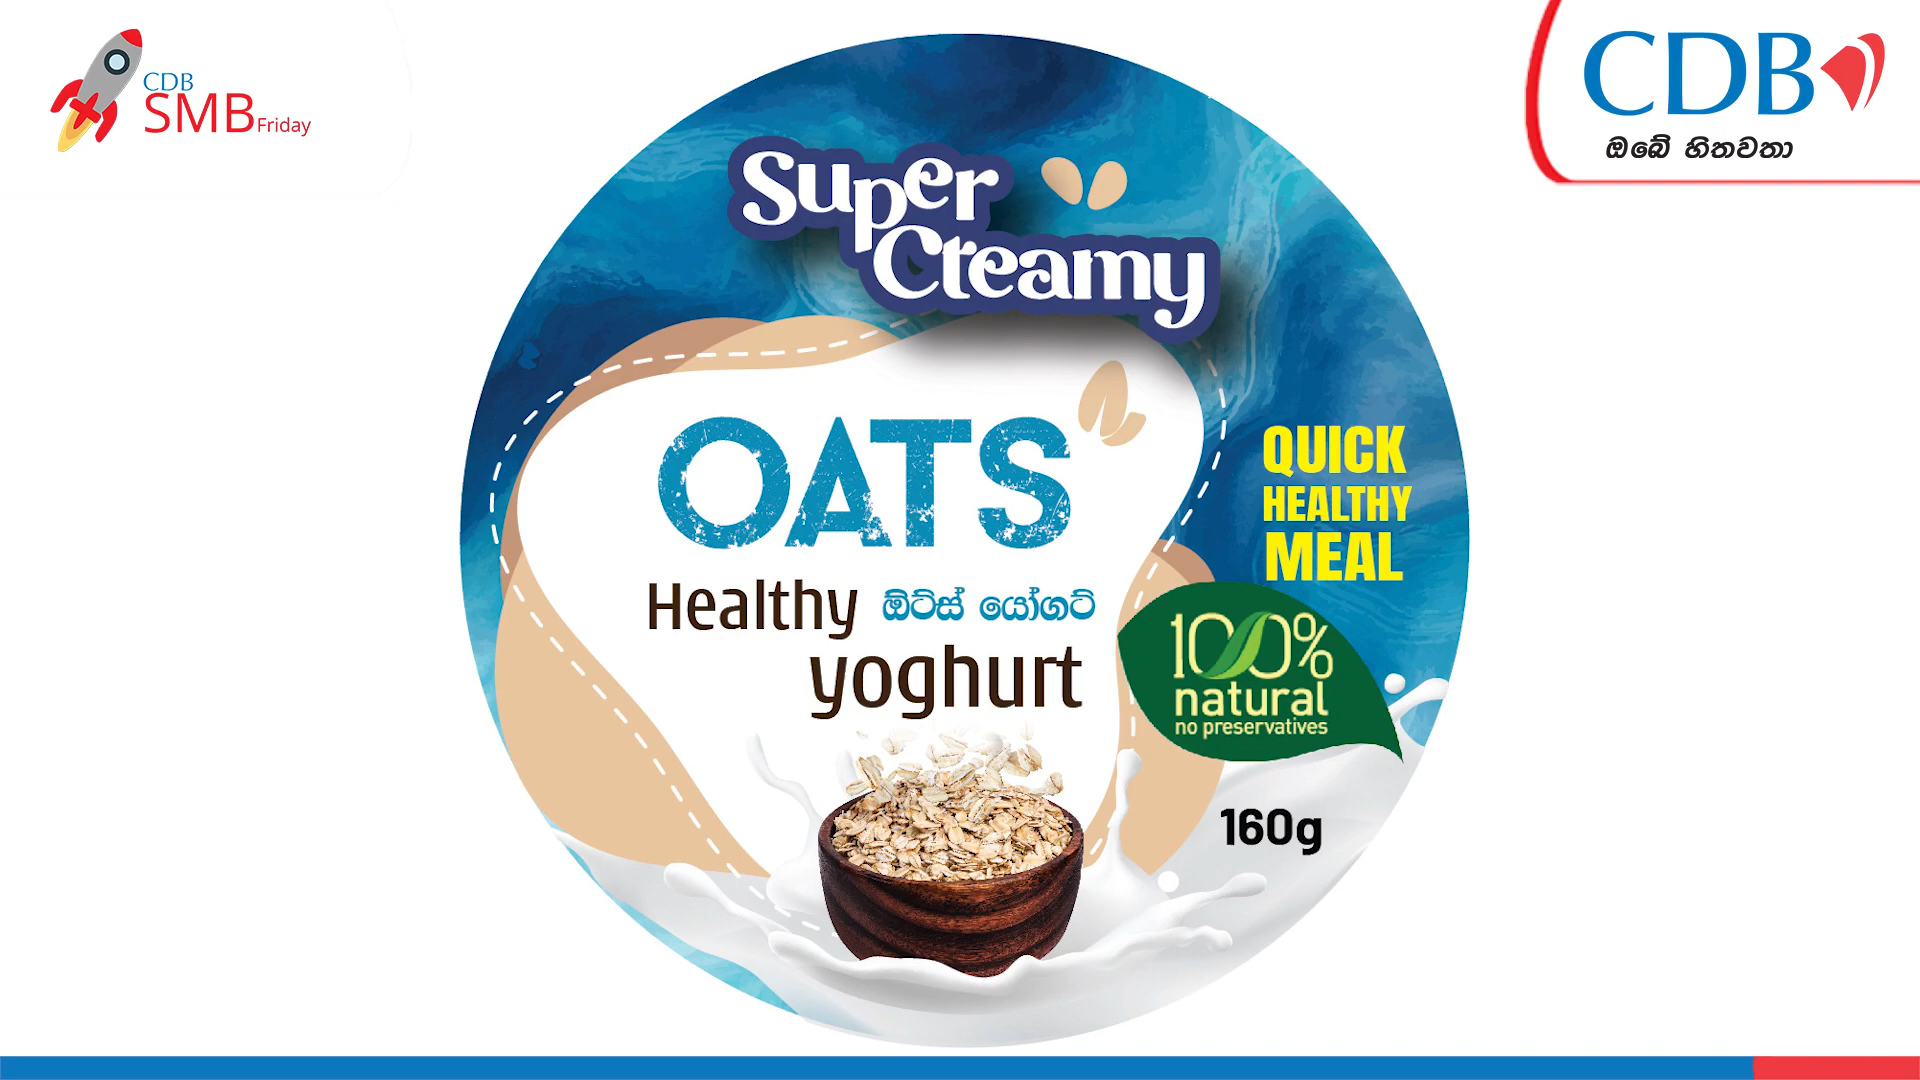 CDB
SMB Friday
CDB
ඔබේ හිතවතා
Super
Creamy
OATS
Healthy ඕට්ස් යෝගට්
yoghurt
QUICK
HEALTHY
MEAL
100%
natural
no preservatives
160g